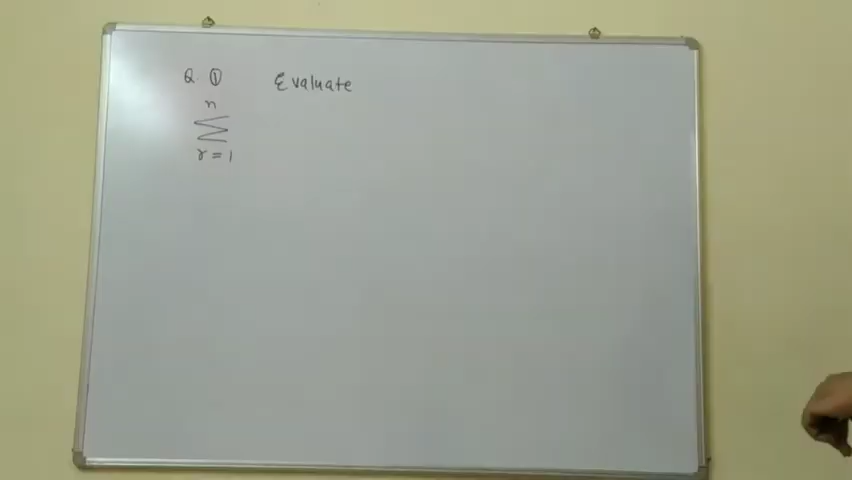 Q. ① Evaluate
n
∑
r = 1